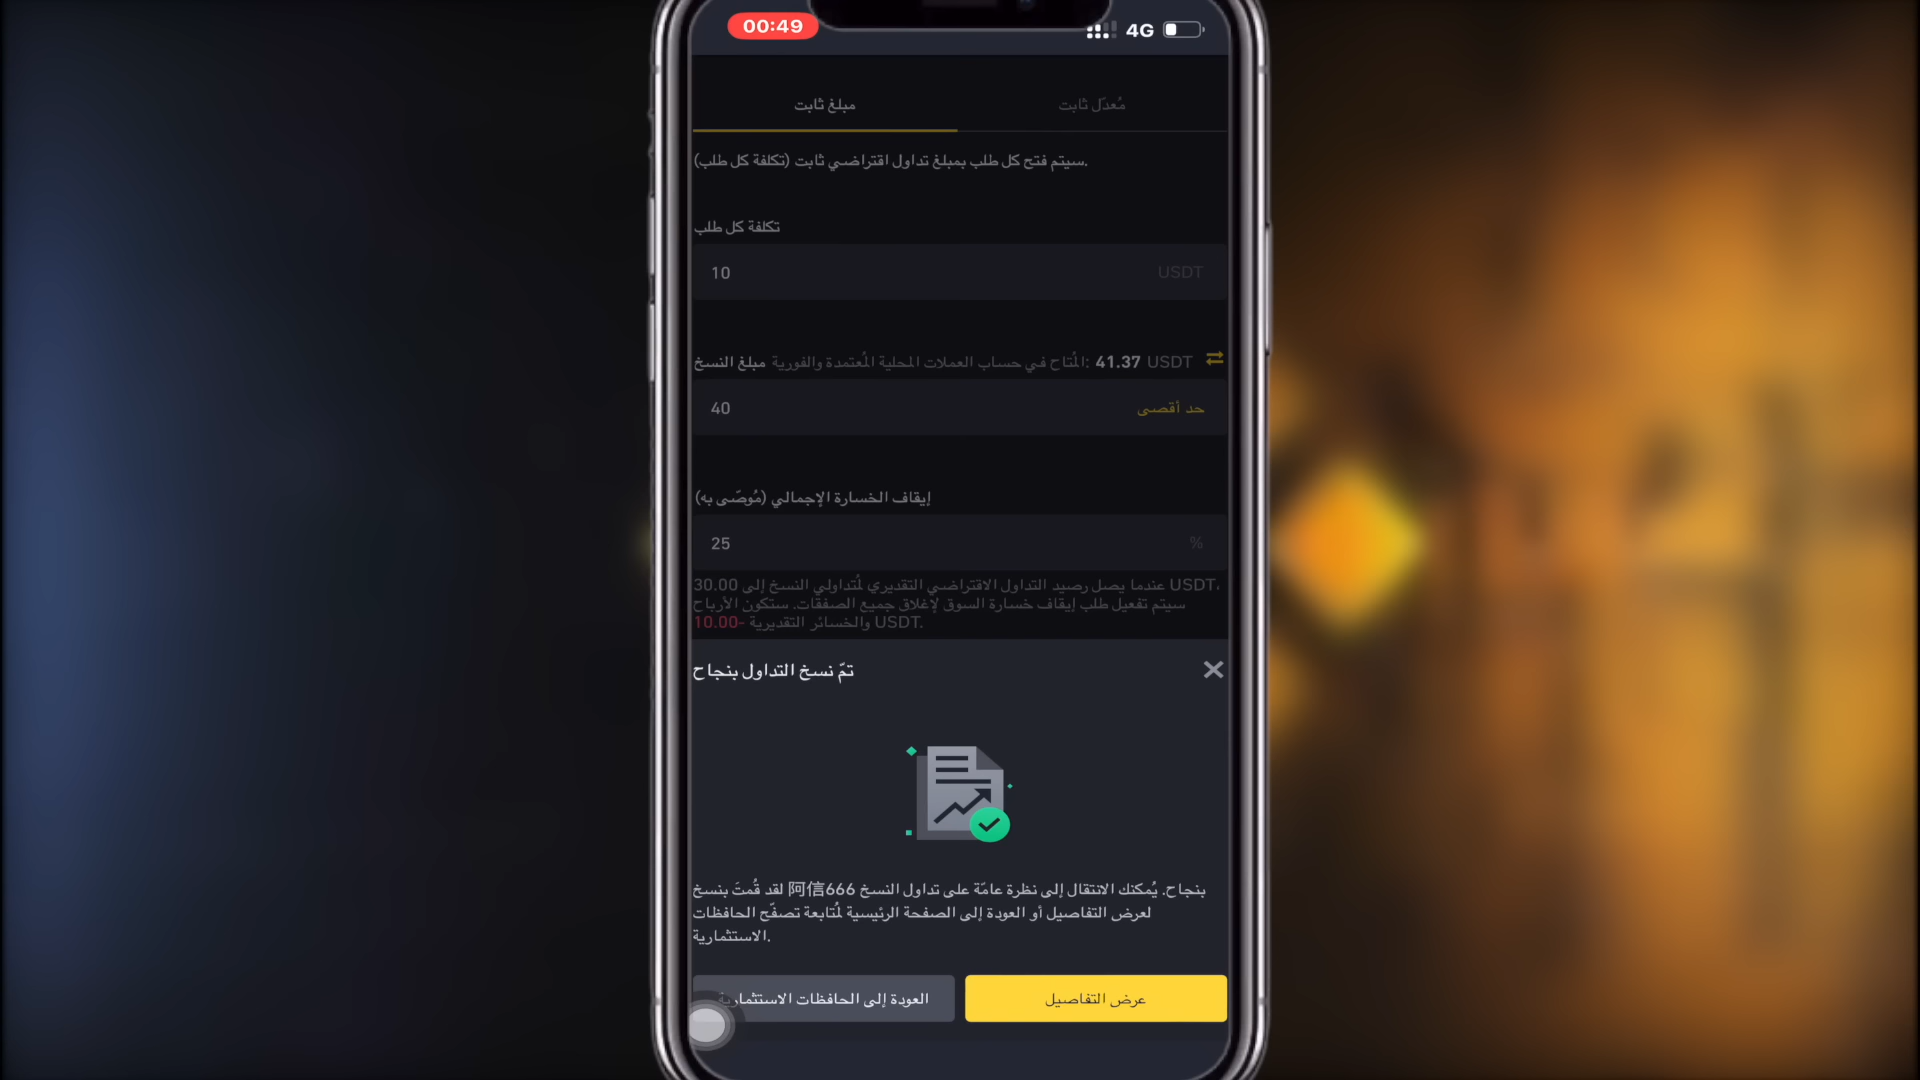 00:49
4G
مبلغ ثابت
مُعدّل ثابت
سيتم فتح كل طلب بمبلغ تداول اقتراضي ثابت (تكلفة كل طلب).
تكلفة كل طلب
10 USDT
مبلغ النسخ المُتاح في حساب العملات المحلية المُعتمدة والفورية: 41.37 USDT
40 حد أقصى
إيقاف الخسارة الإجمالي (مُوصّى به)
25 %
عندما يصل رصيد التداول الاقتراضي التقديري لمُتداولي النسخ إلى 30.00 USDT،
سيتم تفعيل طلب إيقاف خسارة السوق لإغلاق جميع الصفقات. ستكون الأرباح
والخسائر التقديرية -10.00 USDT.
تمّ نسخ التداول بنجاح
لقد قُمتَ بنسخ 阿信666 بنجاح. يُمكنك الانتقال إلى نظرة عامّة على تداول النسخ
لعرض التفاصيل أو العودة إلى الصفحة الرئيسية لمُتابعة تصفّح الحافظات
الاستثمارية.
العودة إلى الحافظات الاستثمارية
عرض التفاصيل